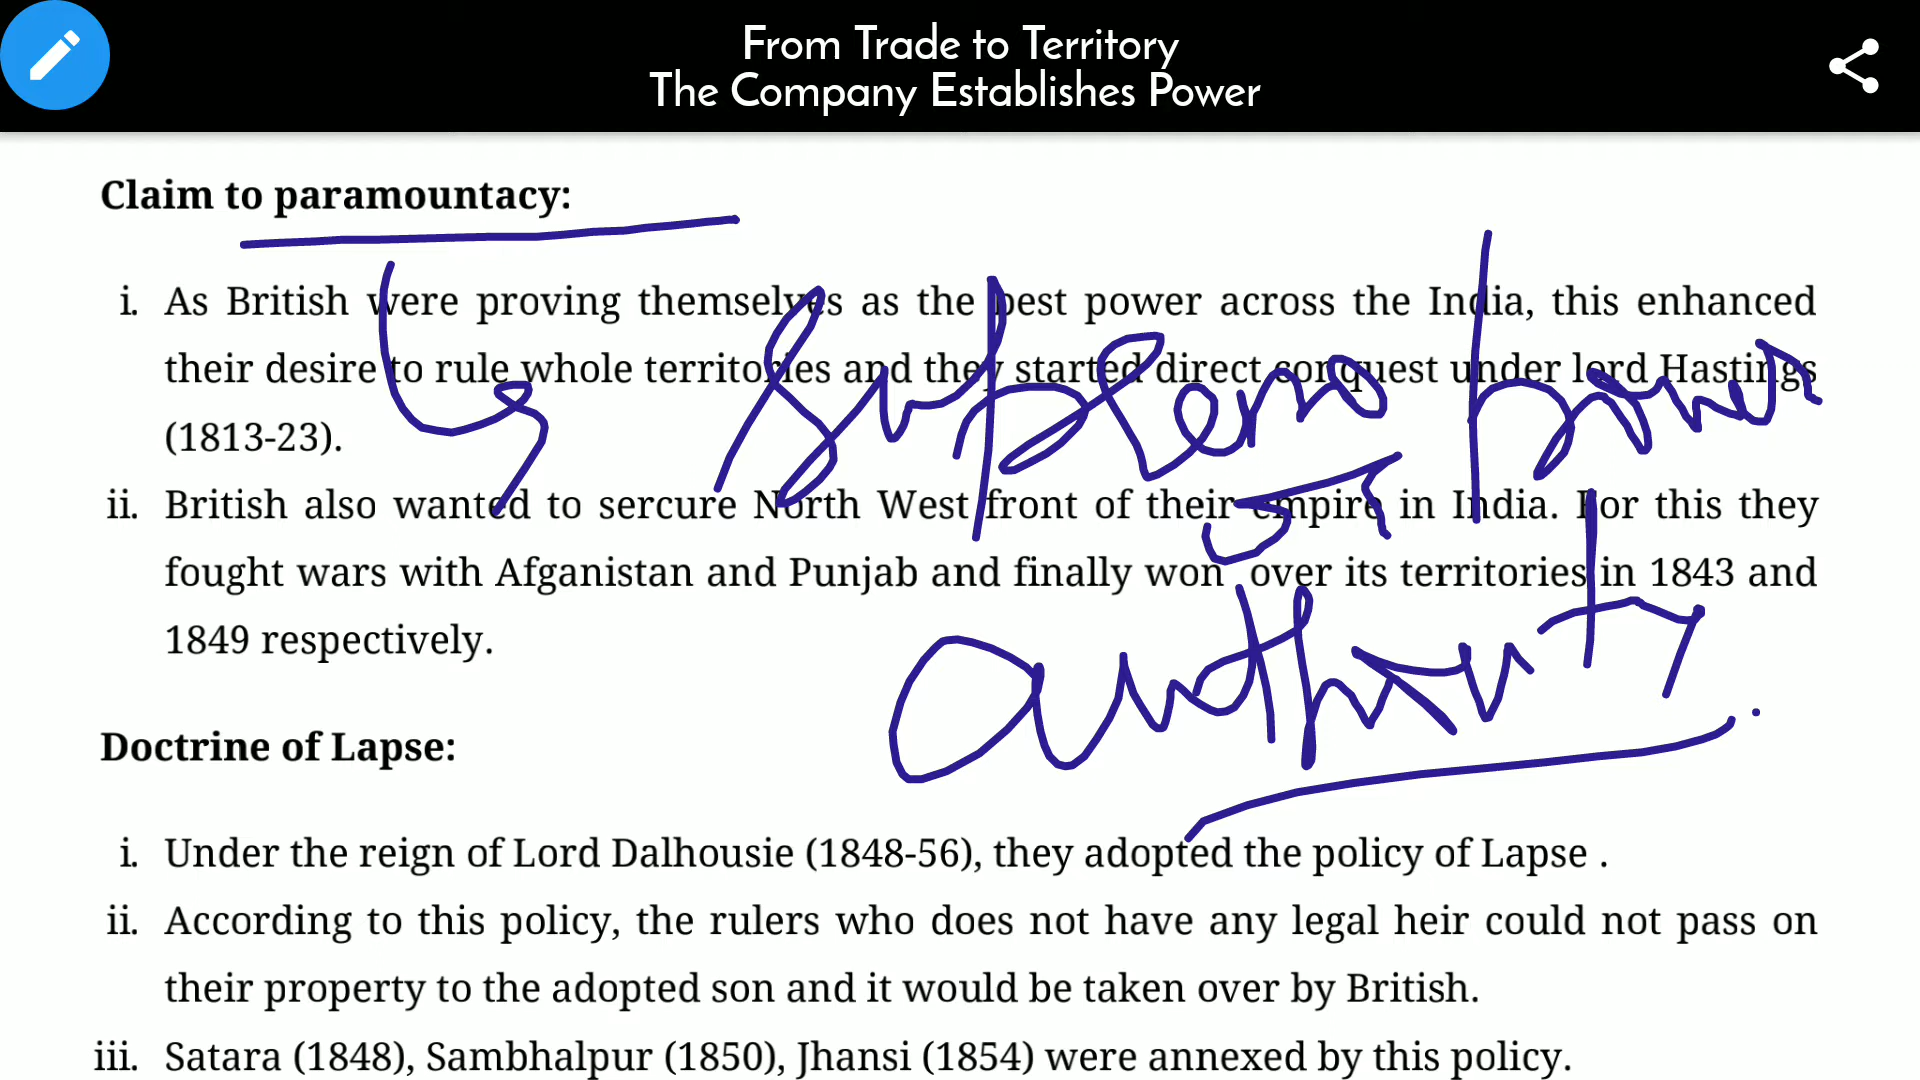 From Trade to Territory
The Company Establishes Power
Claim to paramountacy:
i. As British were proving themselves as the best power across the India, this enhanced
their desire to rule whole territories and they started direct conquest under lord Hastings
(1813-23).
Supreme power
ii. British also wanted to sercure North West front of their empire in India. For this they
or
fought wars with Afganistan and Punjab and finally won over its territories in 1843 and
1849 respectively.
authority.
Doctrine of Lapse:
i. Under the reign of Lord Dalhousie (1848-56), they adopted the policy of Lapse .
ii. According to this policy, the rulers who does not have any legal heir could not pass on
their property to the adopted son and it would be taken over by British.
iii. Satara (1848), Sambhalpur (1850), Jhansi (1854) were annexed by this policy.